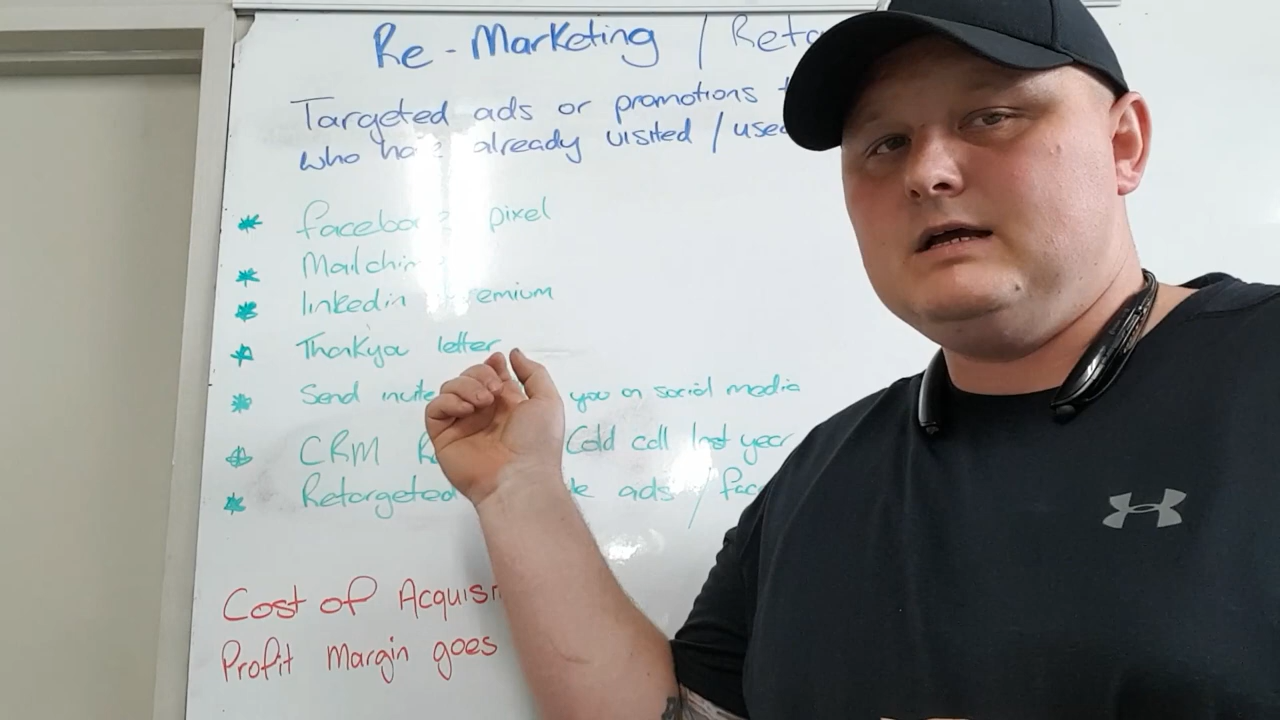 Re-Marketing / Reta
Targeted ads or promotions
who have already visited / used
facebook pixel
Mailchim
linkedin premium
Thankyou letter
Send invite you on social media
CRM Cold call last year
Retargeted ads / fac
Cost of Acquisi
Profit Margin goes